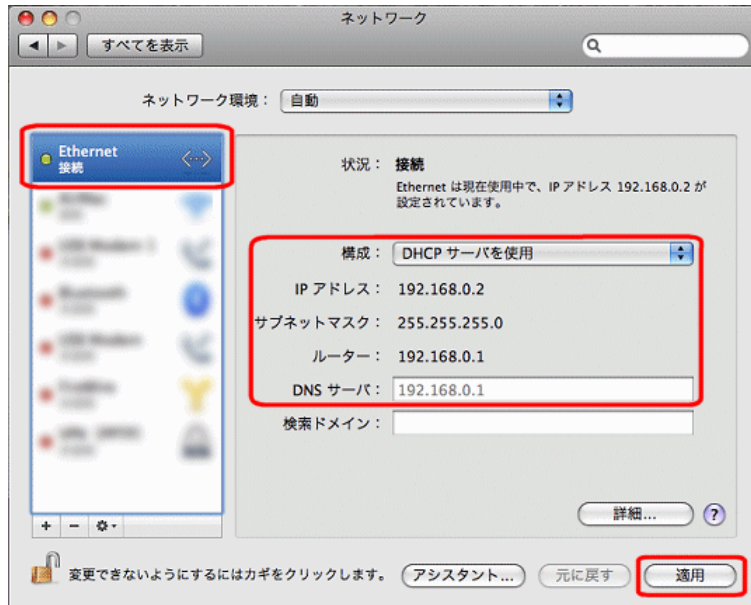 ネットワーク
すべてを表示
ネットワーク環境： 自動
Ethernet
接続
状況： 接続
Ethernet は現在使用中で、IP アドレス 192.168.0.2 が
設定されています。
構成： DHCP サーバを使用
IP アドレス： 192.168.0.2
サブネットマスク： 255.255.255.0
ルーター： 192.168.0.1
DNS サーバ： 192.168.0.1
検索ドメイン：
詳細... ?
変更できないようにするにはカギをクリックします。 アシスタント... 元に戻す 適用